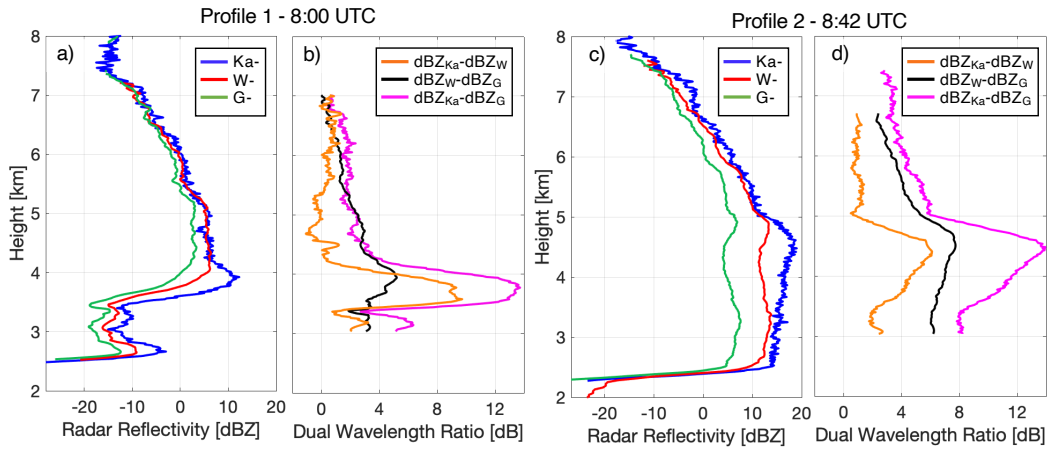 Profile 1 - 8:00 UTC
Profile 2 - 8:42 UTC
a)
Ka-
W-
G-
8
7
6
5
4
3
2
Height [km]
-20
-10
0
10
20
Radar Reflectivity [dBZ]
b)
dBZKa-dBZW
dBZW-dBZG
dBZKa-dBZG
0
4
8
12
Dual Wavelength Ratio [dB]
c)
Ka-
W-
G-
8
7
6
5
4
3
2
Height [km]
-20
-10
0
10
20
Radar Reflectivity [dBZ]
d)
dBZKa-dBZW
dBZW-dBZG
dBZKa-dBZG
0
4
8
12
Dual Wavelength Ratio [dB]